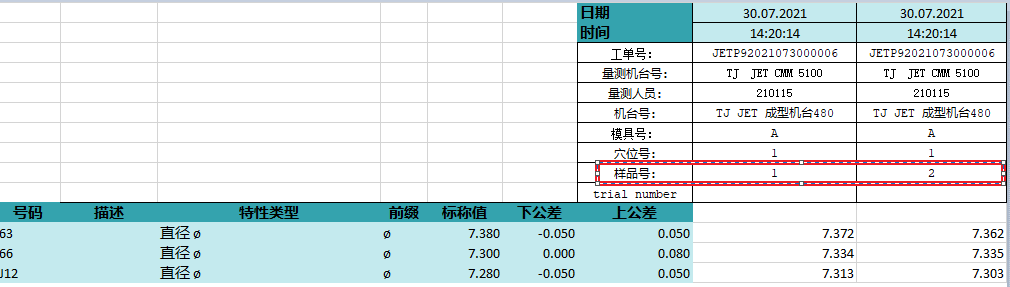 日期 30.07.2021 30.07.2021
时间 14:20:14 14:20:14
工单号: JETP92021073000006 JETP92021073000006
量测机台号: TJ JET CMM 5100 TJ JET CMM 5100
量测人员: 210115 210115
机台号: TJ JET 成型机台480 TJ JET 成型机台480
模具号: A A
穴位号: 1 1
样品号: 1 2
trial number
号码 描述 特性类型 前缀 标称值 下公差 上公差
63 直径 ø ø 7.380 -0.050 0.050 7.372 7.362
66 直径 ø ø 7.300 0.000 0.080 7.334 7.335
J12 直径 ø ø 7.280 -0.050 0.050 7.313 7.303